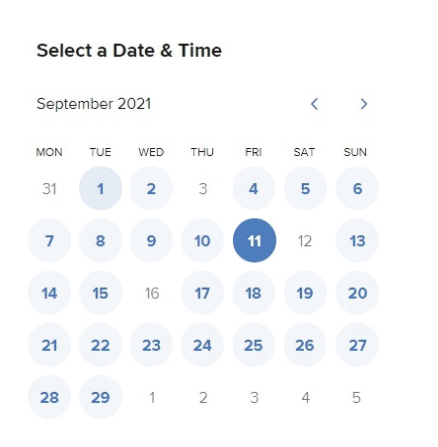 Select a Date & Time
September 2021
MON TUE WED THU FRI SAT SUN
31 1 2 3 4 5 6
7 8 9 10 11 12 13
14 15 16 17 18 19 20
21 22 23 24 25 26 27
28 29 1 2 3 4 5